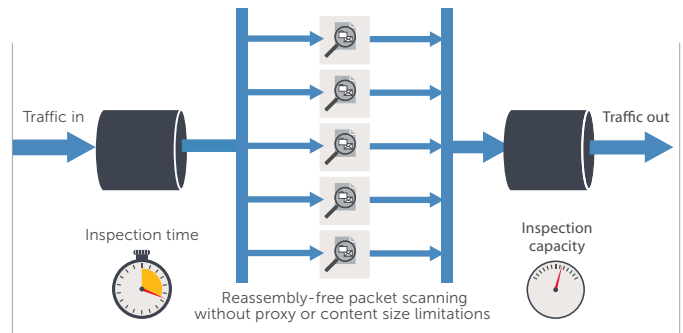 Traffic in
Traffic out
Inspection time
Inspection
capacity
Reassembly-free packet scanning
without proxy or content size limitations